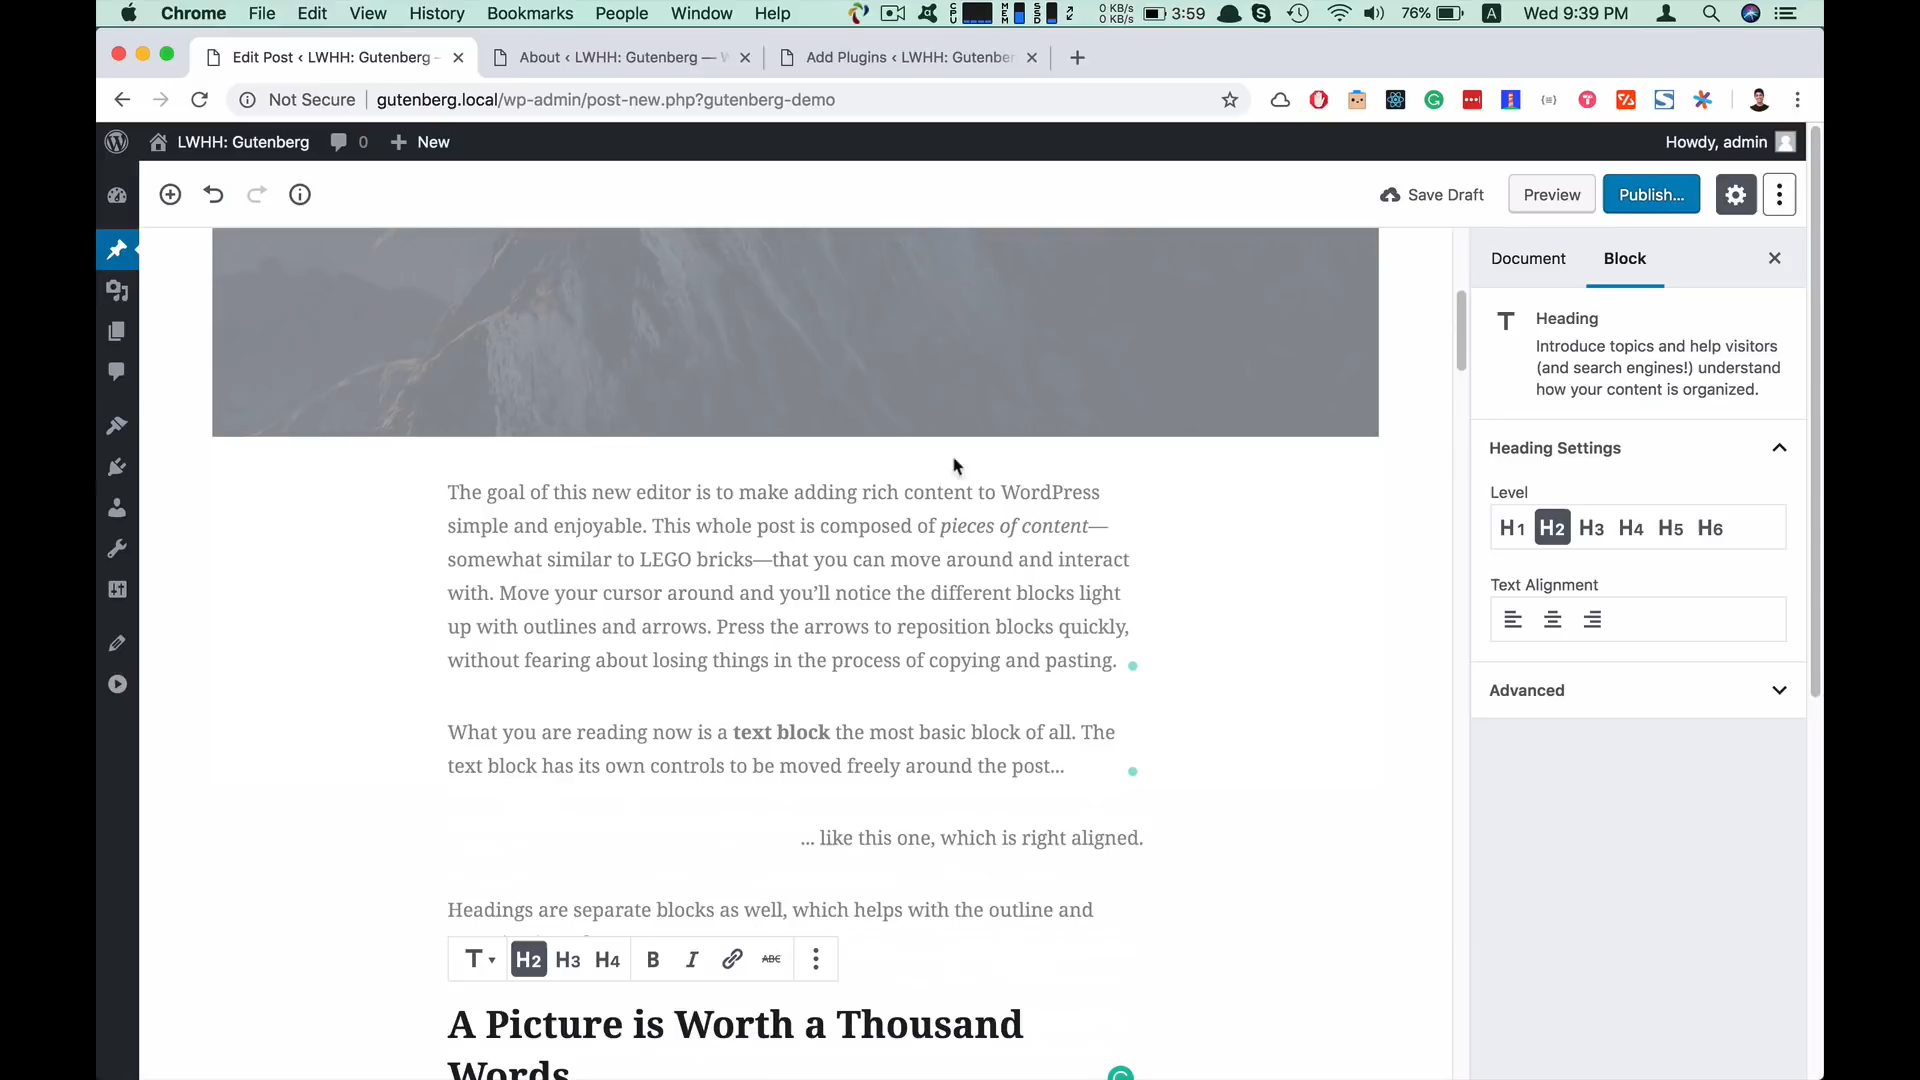 Chrome File Edit View History Bookmarks People Window Help
CPU MEM SSD 0 KB/s 0 KB/s 3:59 76% A Wed 9:39 PM
Edit Post ‹ LWHH: Gutenberg –
About ‹ LWHH: Gutenberg — W
Add Plugins ‹ LWHH: Gutenber
Not Secure gutenberg.local/wp-admin/post-new.php?gutenberg-demo
LWHH: Gutenberg 0 New Howdy, admin
Save Draft Preview Publish...
Document Block
Heading
Introduce topics and help visitors
(and search engines!) understand
how your content is organized.
Heading Settings
Level
H1 H2 H3 H4 H5 H6
Text Alignment
Advanced
The goal of this new editor is to make adding rich content to WordPress
simple and enjoyable. This whole post is composed of pieces of content—
somewhat similar to LEGO bricks—that you can move around and interact
with. Move your cursor around and you’ll notice the different blocks light
up with outlines and arrows. Press the arrows to reposition blocks quickly,
without fearing about losing things in the process of copying and pasting.
What you are reading now is a text block the most basic block of all. The
text block has its own controls to be moved freely around the post...
... like this one, which is right aligned.
Headings are separate blocks as well, which helps with the outline and
T H2 H3 H4 B I ABC
A Picture is Worth a Thousand
Words